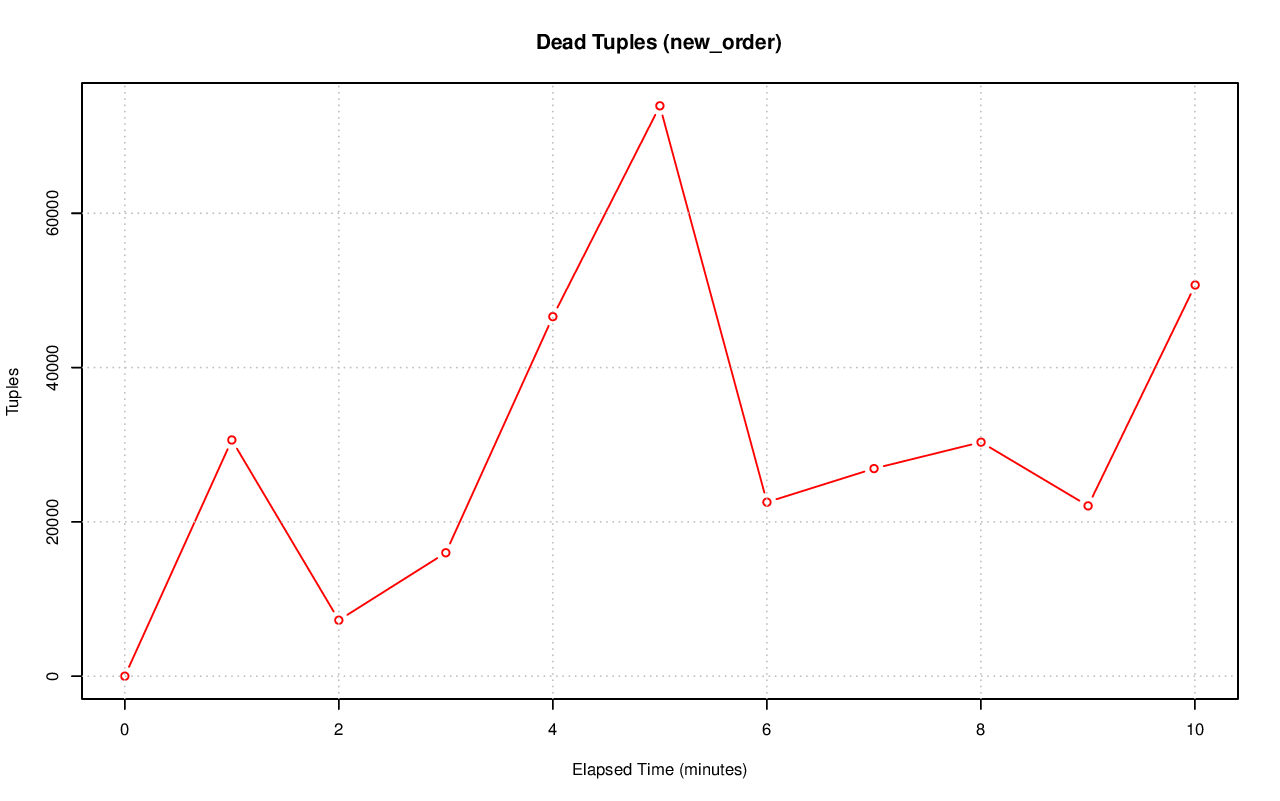 Dead Tuples (new_order)
Tuples
60000
40000
20000
0
0 2 4 6 8 10
Elapsed Time (minutes)